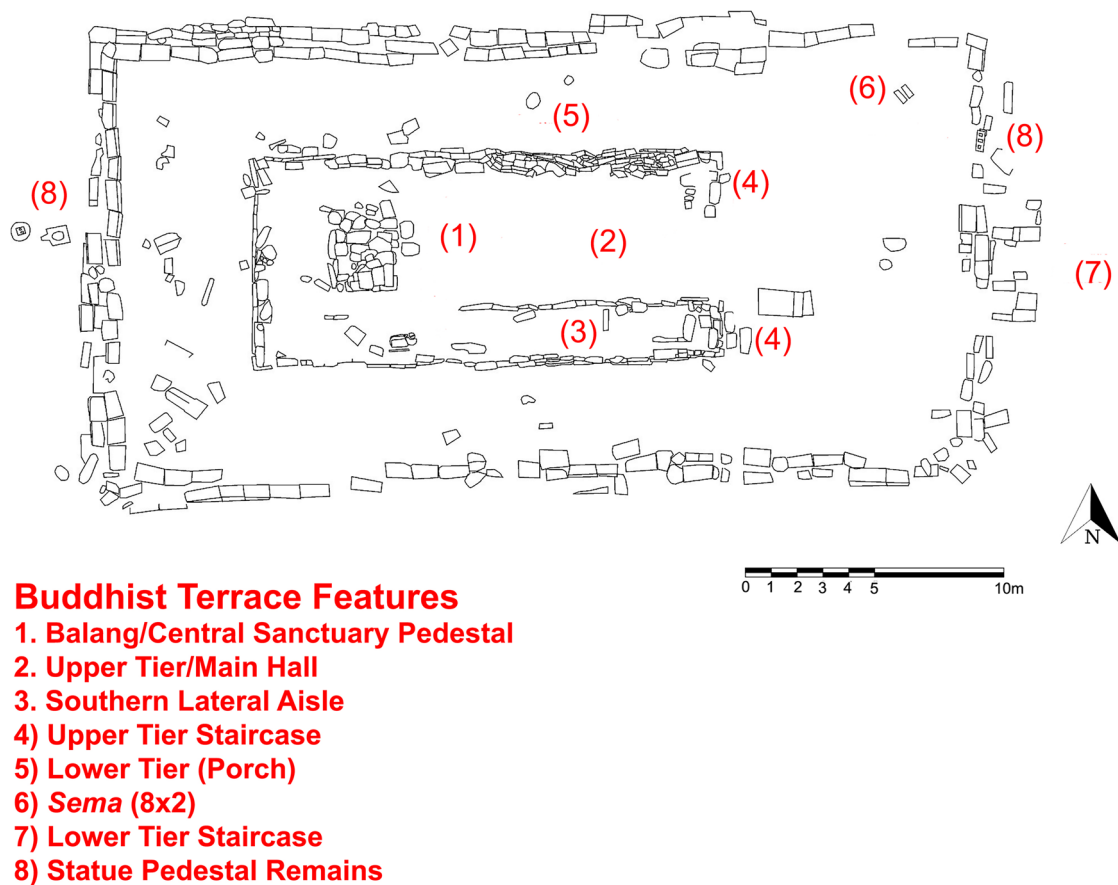 (6)
(5)
(8)
(4)
(8)
(1)
(2)
(7)
(3)
(4)
N
0 1 2 3 4 5 10m
Buddhist Terrace Features
1. Balang/Central Sanctuary Pedestal
2. Upper Tier/Main Hall
3. Southern Lateral Aisle
4) Upper Tier Staircase
5) Lower Tier (Porch)
6) Sema (8x2)
7) Lower Tier Staircase
8) Statue Pedestal Remains